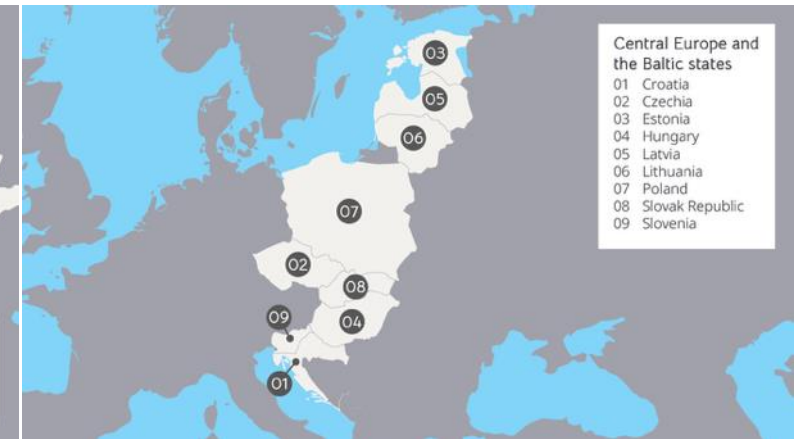 Central Europe and
the Baltic states
01 Croatia
02 Czechia
03 Estonia
04 Hungary
05 Latvia
06 Lithuania
07 Poland
08 Slovak Republic
09 Slovenia
03
05
06
07
02
08
09
04
01